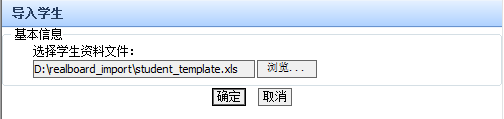 导入学生
基本信息
选择学生资料文件：
D:\realboard_import\student_template.xls 浏览...
确定 取消